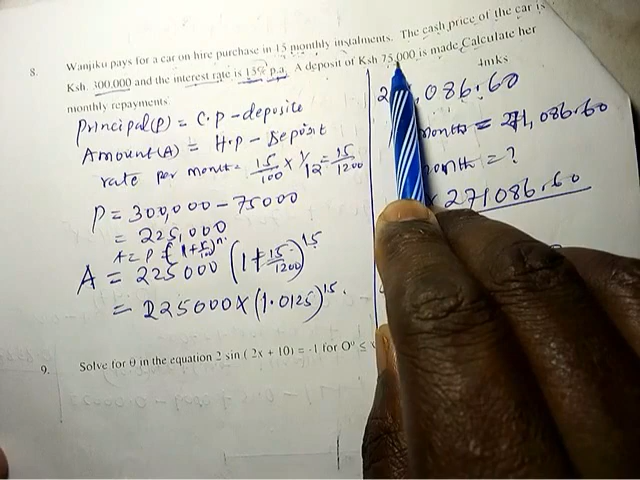 8. Wanjiku pays for a car on hire purchase in 15 monthly instalments. The cash price of the car is
Ksh. 300,000 and the interest rate is 15% p.a. A deposit of Ksh 75,000 is made. Calculate her
monthly repayments. 4mks
Principal(P) = C.P - deposite
Amount(A) = H.P - Deposit
rate per month = 15/100 x 1/12 = 15/1200
P = 300,000 - 75000
= 225,000
A = 225000 (1 + 15/1200)^15
= 225000 x (1.0125)^15
,086.60
month = 271,086.60
month = ?
x 271086.60
9. Solve for θ in the equation 2 sin ( 2x + 10) = -1 for O° ≤